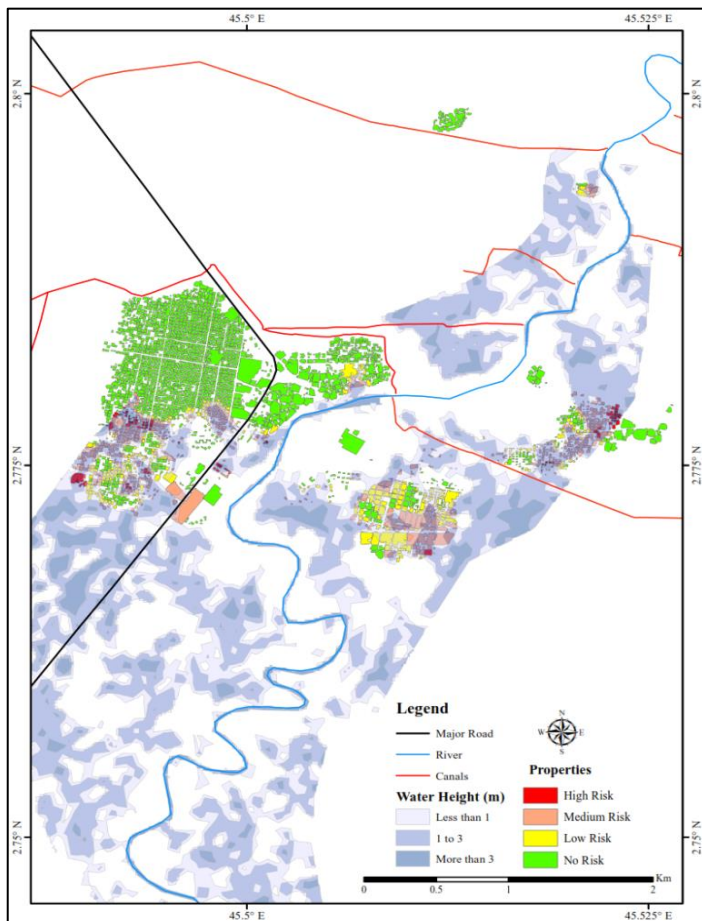 45.5° E
45.525° E
2.8° N
2.8° N
2.775° N
2.775° N
Legend
Major Road
River
Canals
Water Height (m)
Less than 1
1 to 3
More than 3
N
W
E
S
Properties
High Risk
Medium Risk
Low Risk
No Risk
Km
0
0.5
1
2
2.75° N
2.75° N
45.5° E
45.525° E